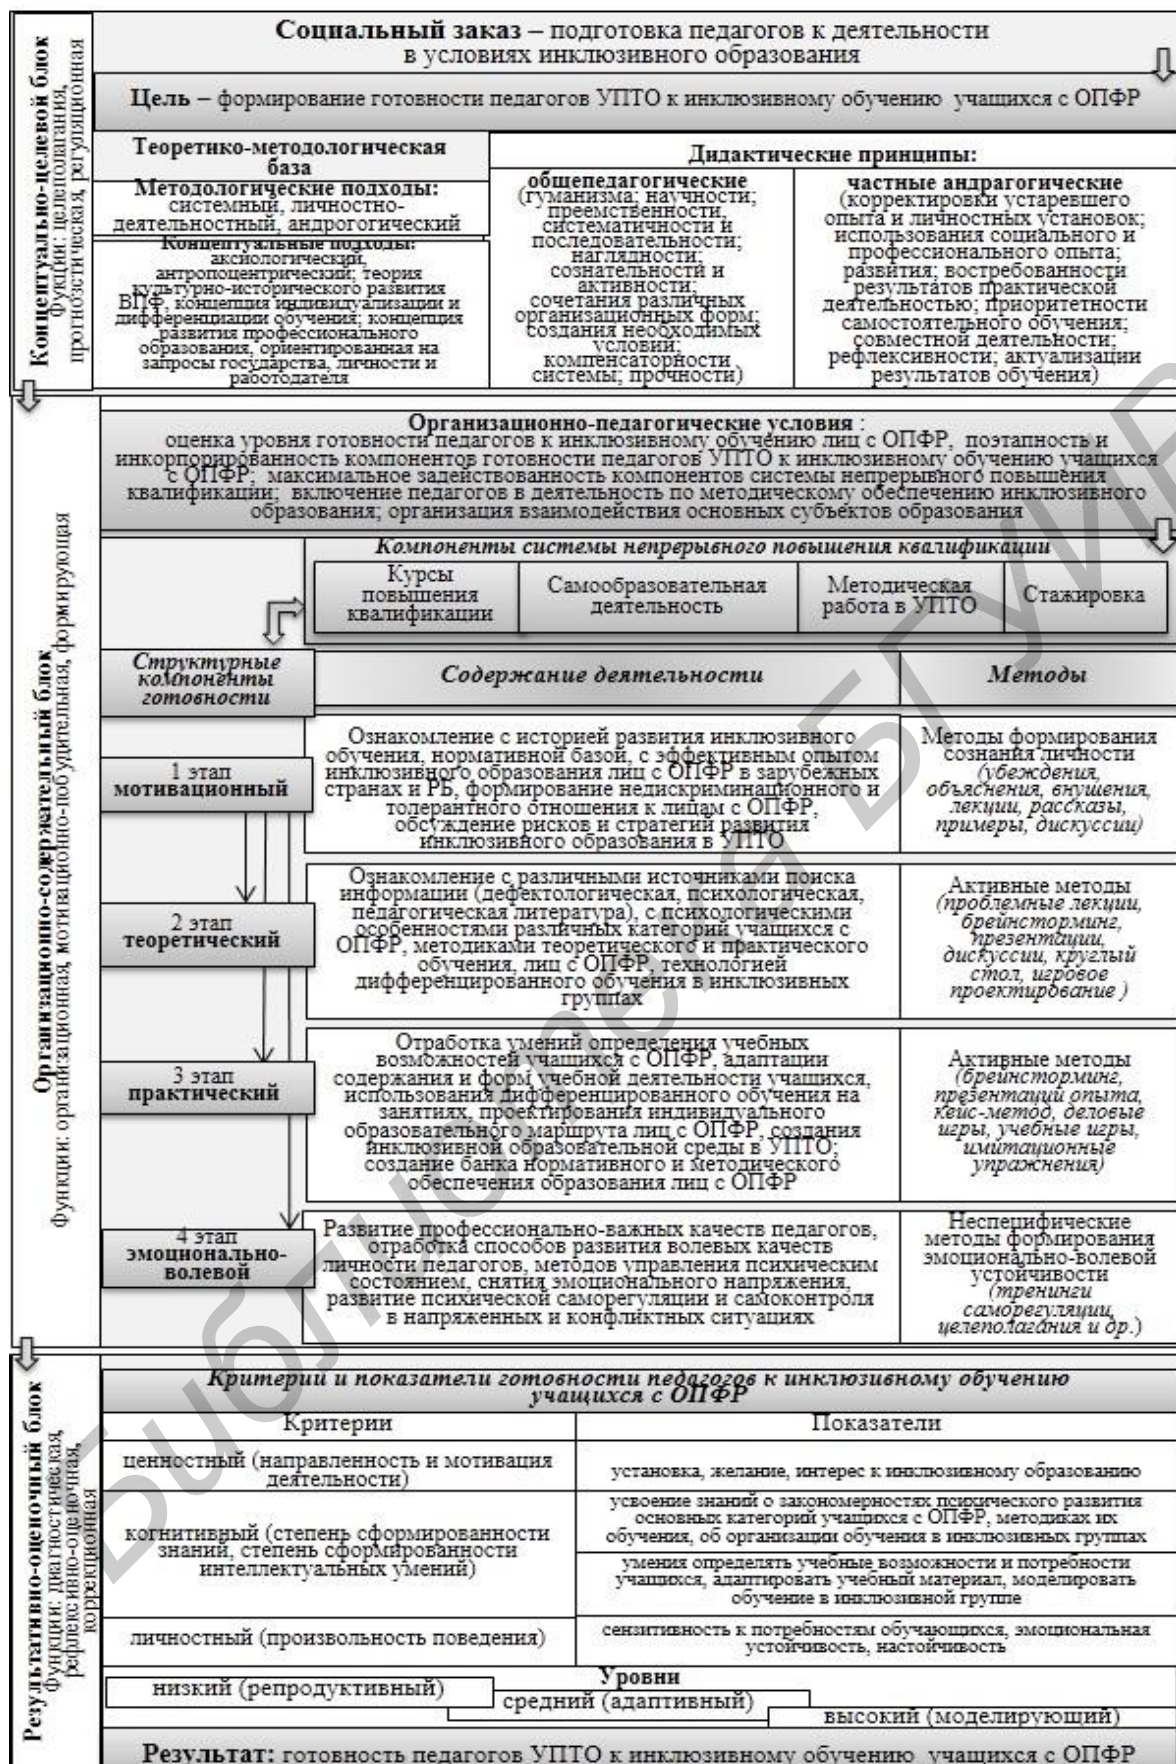 Концептуально-целевой блок
Фукции: целеполагания,
прогностическая, регуляционная
Социальный заказ – подготовка педагогов к деятельности
в условиях инклюзивного образования
Цель – формирование готовности педагогов УПТО к инклюзивному обучению учащихся с ОПФР
Теоретико-методологическая
база
Методологические подходы:
системный, личностно-
деятельностный, андрогогический
Концептуальные подходы:
аксиологический,
антропоцентрический; теория
культурно-исторического развития
ВПФ, концепция индивидуализации и
дифференциации обучения; концепция
развития профессионального
образования, ориентированная на
запросы государства, личности и
работодателя
Дидактические принципы:
общепедагогические
(гуманизма; научности;
преемственности,
систематичности и
последовательности;
наглядности;
сознательности и
активности;
сочетания различных
организационных форм;
создания необходимых
условий;
компенсаторности
системы; прочности)
частные андрагогические
(корректировки устаревшего
опыта и личностных установок;
использования социального и
профессионального опыта;
развития; востребованности
результатов практической
деятельностью; приоритетности
самостоятельного обучения;
совместной деятельности;
рефлексивности; актуализации
результатов обучения)
Организационно-содержательный блок
Функции: организационная, мотивационно-побудительная, формирующая
Организационно-педагогические условия :
оценка уровня готовности педагогов к инклюзивному обучению лиц с ОПФР, поэтапность и
инкорпорированность компонентов готовности педагогов УПТО к инклюзивному обучению учащихся
с ОПФР; максимальное задействованность компонентов системы непрерывного повышения
квалификации; включение педагогов в деятельность по методическому обеспечению инклюзивного
образования; организация взаимодействия основных субъектов образования
Компоненты системы непрерывного повышения квалификации
Курсы
повышения
квалификации
Самообразовательная
деятельность
Методическая
работа в УПТО
Стажировка
Структурные
компоненты
готовности
Содержание деятельности
Методы
1 этап
мотивационный
Ознакомление с историей развития инклюзивного
обучения, нормативной базой, с эффективным опытом
инклюзивного образования лиц с ОПФР в зарубежных
странах и РБ, формирование недискриминационного и
толерантного отношения к лицам с ОПФР,
обсуждение рисков и стратегий развития
инклюзивного образования в УПТО
Методы формирования
сознания личности
(убеждения,
объяснения, внушения,
лекции, рассказы,
примеры, дискуссии)
2 этап
теоретический
Ознакомление с различными источниками поиска
информации (дефектологическая, психологическая,
педагогическая литература), с психологическими
особенностями различных категорий учащихся с
ОПФР, методиками теоретического и практического
обучения, лиц с ОПФР, технологией
дифференцированного обучения в инклюзивных
группах
Активные методы
(проблемные лекции,
брейнсторминг,
презентации,
дискуссии, круглый
стол, игровое
проектирование )
3 этап
практический
Отработка умений определения учебных
возможностей учащихся с ОПФР, адаптации
содержания и форм учебной деятельности учащихся,
использования дифференцированного обучения на
занятиях, проектирования индивидуального
образовательного маршрута лиц с ОПФР, создания
инклюзивной образовательной среды в УПТО;
создание банка нормативного и методического
обеспечения образования лиц с ОПФР
Активные методы
(брейнсторминг,
презентаций опыта,
кейс-метод, деловые
игры, учебные игры,
имитационные
упражнения)
4 этап
эмоционально-
волевой
Развитие профессионально-важных качеств педагогов,
отработка способов развития волевых качеств
личности педагогов, методов управления психическим
состоянием, снятия эмоционального напряжения,
развитие психической саморегуляции и самоконтроля
в напряженных и конфликтных ситуациях
Неспецифические
методы формирования
эмоционально-волевой
устойчивости
(тренинги
саморегуляции,
целеполагания и др.)
Результативно-оценочный блок
Функции: диагностическая,
рефлексивно-оценочная,
коррекционная
Критерии и показатели готовности педагогов к инклюзивному обучению
учащихся с ОПФР
Критерии
Показатели
ценностный (направленность и мотивация
деятельности)
установка, желание, интерес к инклюзивному образованию
когнитивный (степень сформированности
знаний, степень сформированности
интеллектуальных умений)
усвоение знаний о закономерностях психического развития
основных категорий учащихся с ОПФР, методиках их
обучения, об организации обучения в инклюзивных группах
умения определять учебные возможности и потребности
учащихся, адаптировать учебный материал, моделировать
обучение в инклюзивной группе
личностный (произвольность поведения)
сензитивность к потребностям обучающихся, эмоциональная
устойчивость, настойчивость
Уровни
низкий (репродуктивный)
средний (адаптивный)
высокий (моделирующий)
Результат: готовность педагогов УПТО к инклюзивному обучению учащихся с ОПФР
Библиотека БГУИР